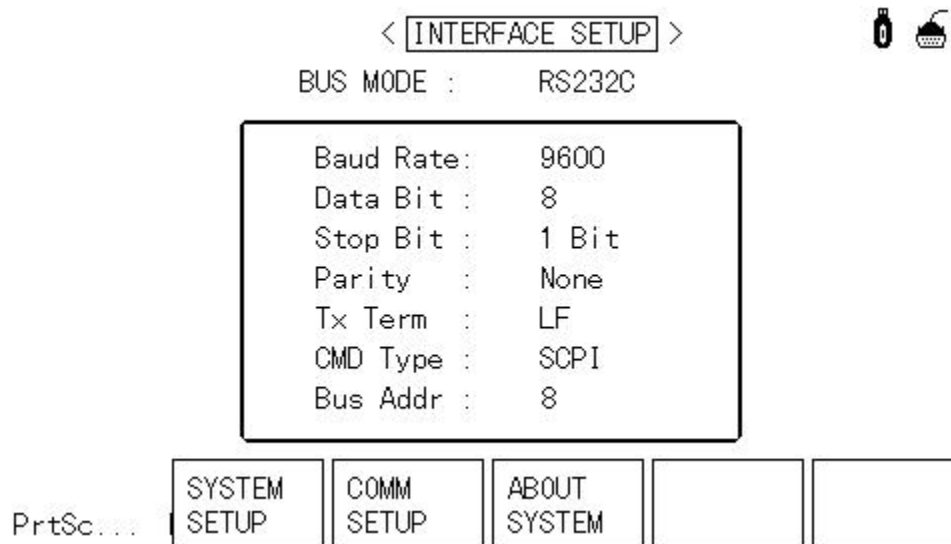 < INTERFACE SETUP >
BUS MODE : RS232C
Baud Rate: 9600
Data Bit : 8
Stop Bit : 1 Bit
Parity : None
Tx Term : LF
CMD Type : SCPI
Bus Addr : 8
PrtSc...
SYSTEM SETUP
COMM SETUP
ABOUT SYSTEM